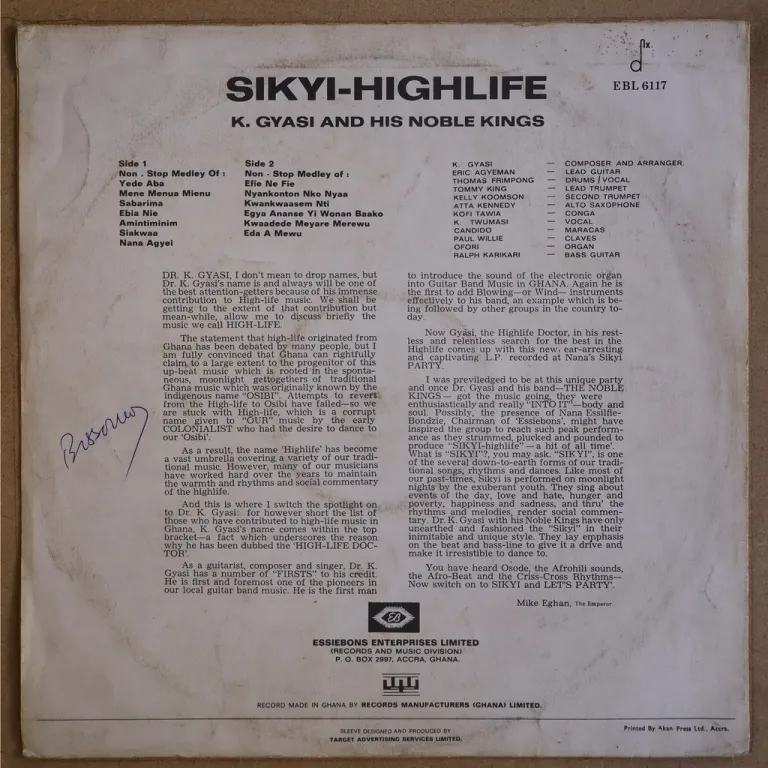 dix.
EBL 6117
SIKYI-HIGHLIFE
K. GYASI AND HIS NOBLE KINGS
Side 1
Non - Stop Medley Of :
Yede Aba
Mene Menua Mienu
Sabarima
Ebia Nie
Amintiminim
Siakwaa
Nana Agyei
Side 2
Non - Stop Medley of :
Efie Ne Fie
Nyankonton Nko Nyaa
Kwankwaasem Nti
Egya Ananse Yi Wonan Baako
Kwaadede Meyare Merewu
Eda A Mewu
K. GYASI — COMPOSER AND ARRANGER.
ERIC AGYEMAN — LEAD GUITAR
THOMAS FRIMPONG — DRUMS / VOCAL
TOMMY KING — LEAD TRUMPET
KELLY KOOMSON — SECOND TRUMPET
ATTA KENNEDY — ALTO SAXOPHONE
KOFI TAWIA — CONGA
K. TWUMASI — VOCAL
CANDIDO — MARACAS
PAUL WILLIE — CLAVES
OFORI — ORGAN
RALPH KARIKARI — BASS GUITAR
DR. K. GYASI, I don't mean to drop names, but
Dr. K. Gyasi's name is and always will be one of
the best attention-getters because of his immense
contribution to High-life music. We shall be
getting to the extent of that contribution but
mean-while, allow me to discuss briefly the
music we call HIGH-LIFE.
The statement that high-life originated from
Ghana has been debated by many people, but I
am fully convinced that Ghana can rightfully
claim, to a large extent to the progenitor of this
up-beat music which is rooted in the sponta-
neous, moonlight gettogethers of traditional
Ghana music which was originally known by the
indigenous name "OSIBI". Attempts to revert
from the High-life to Osibi have failed—so we
are stuck with High-life, which is a corrupt
name given to "OUR" music by the early
COLONIALIST who had the desire to dance to
our 'Osibi'.
As a result, the name 'Highlife' has become
a vast umbrella covering a variety of our tradi-
tional music. However, many of our musicians
have worked hard over the years to maintain
the warmth and rhythms and social commentary
of the highlife.
And this is where I switch the spotlight on
to Dr. K. Gyasi: for however short the list of
those who have contributed to high-life music in
Ghana, K. Gyasi's name comes within the top
bracket—a fact which underscores the reason
why he has been dubbed the 'HIGH-LIFE DOC-
TOR'.
As a guitarist, composer and singer, Dr. K.
Gyasi has a number of "FIRSTS" to his credit.
He is first and foremost one of the pioneers in
our local guitar band music. He is the first man
to introduce the sound of the electronic organ
into Guitar Band Music in GHANA. Again he is
the first to add Blowing—or Wind— instruments
effectively to his band, an example which is be-
ing followed by other groups in the country to-
day.
Now Gyasi, the Highlife Doctor, in his rest-
less and relentless search for the best in the
Highlife comes up with this new, ear-arresting
and captivating L.P. recorded at Nana's Sikyi
PARTY.
I was previledged to be at this unique party
and once Dr. Gyasi and his band—THE NOBLE
KINGS — got the music going, they were
enthusiastically and really "INTO IT"—body and
soul. Possibly, the presence of Nana Essilfie-
Bondzie, Chairman of 'Essiebons', might have
inspired the group to reach such peak perform-
ance as they strummed, plucked and pounded to
produce "SIKYI-highlife"—a hit of all time'.
What is "SIKYI"?, you may ask. "SIKYI", is one
of the several down-to-earth forms of our tradi-
tional songs, rhythms and dances. Like most of
our past-times, Sikyi is performed on moonlight
nights by the exuberant youth. They sing about
events of the day, love and hate, hunger and
poverty, happiness and sadness, and thru' the
rhythms and melodies, render social commen-
tary. Dr. K. Gyasi with his Noble Kings have only
unearthed and fashioned the "Sikyi" in their
inimitable and unique style. They lay emphasis
on the beat and bass-line to give it a drive and
make it irresistible to dance to.
You have heard Osode, the Afrohili sounds,
the Afro-Beat and the Criss-Cross Rhythms—
Now switch on to SIKYI and LET'S PARTY'.
Mike Eghan, The Emperor.
EB
ESSIEBONS ENTERPRISES LIMITED
(RECORDS AND MUSIC DIVISION)
P. O. BOX 2997, ACCRA, GHANA.
RECORD MADE IN GHANA BY RECORDS MANUFACTURERS (GHANA) LIMITED.
SLEEVE DESIGNED AND PRODUCED BY
TARGET ADVERTISING SERVICES LIMITED.
Printed By Akan Press Ltd., Accra.